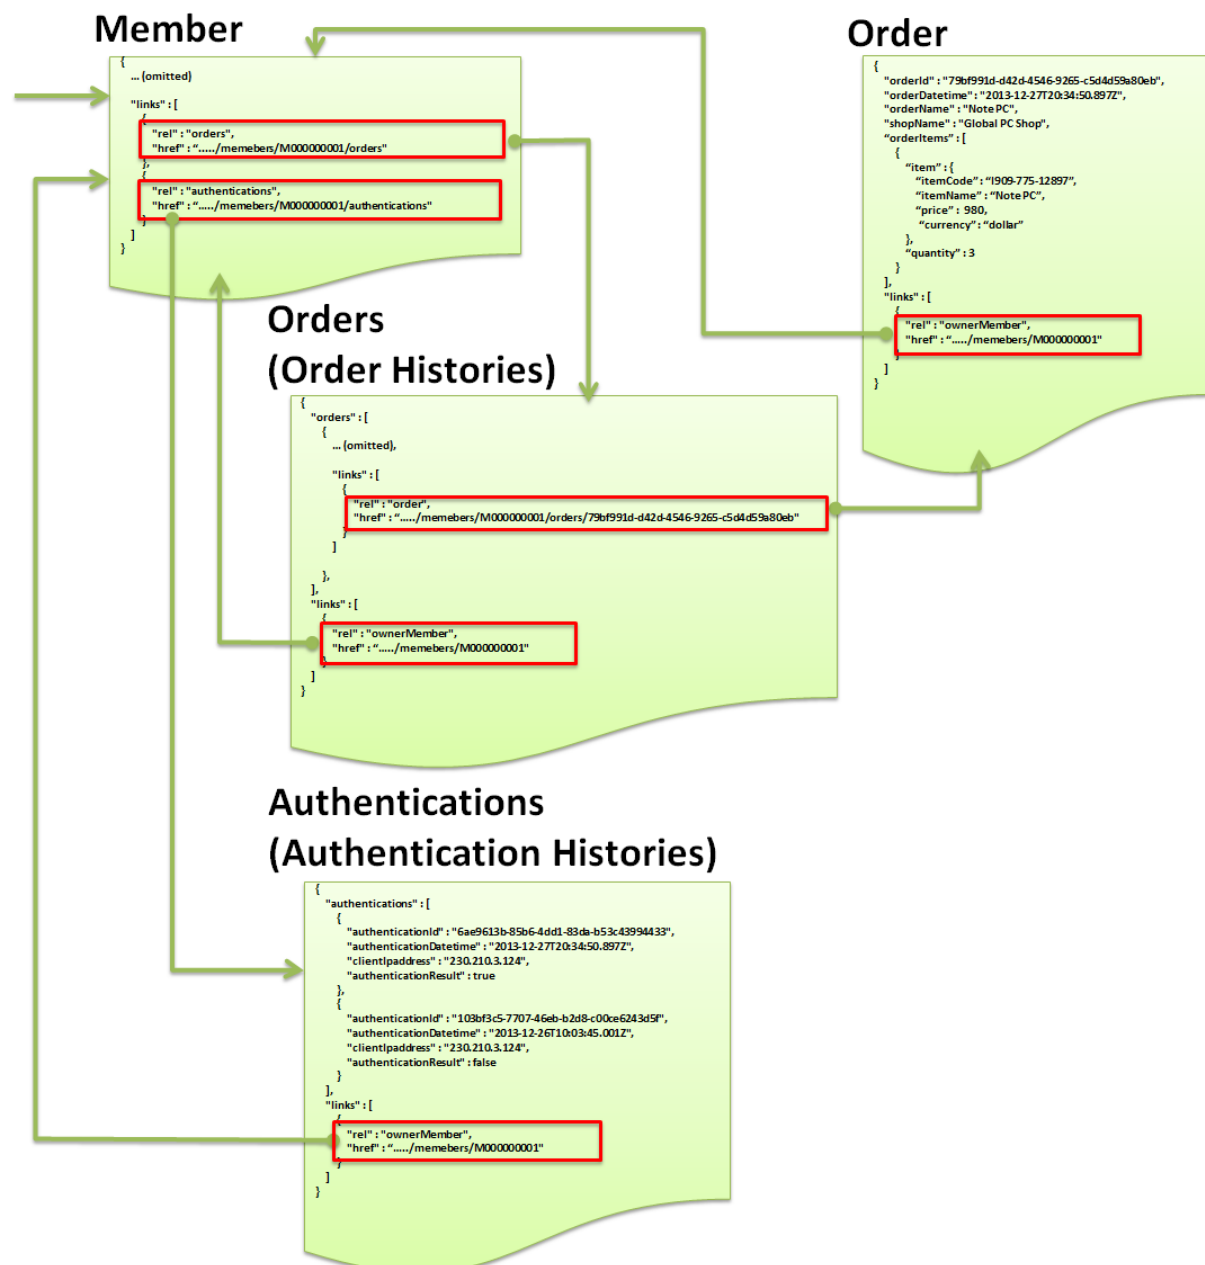 Member
{
... (omitted)
"links" : [
{
"rel" : "orders",
"href" : “...../memebers/M000000001/orders"
},
{
"rel" : "authentications",
"href" : “...../memebers/M000000001/authentications"
}
]
}
Order
{
"orderId" : "79bf991d-d42d-4546-9265-c5d4d59a80eb",
"orderDatetime" : "2013-12-27T20:34:50.897Z",
"orderName" : "Note PC",
"shopName" : "Global PC Shop",
“orderItems" : [
{
“item” : {
“itemCode” : “I909-775-12897”,
“itemName” : “Note PC”,
“price” : 980,
“currency” : “dollar”
},
“quantity” : 3
}
],
"links" : [
{
"rel" : "ownerMember",
"href" : “...../memebers/M000000001"
}
]
}
Orders
(Order Histories)
{
"orders" : [
{
... (omitted),
"links" : [
{
"rel" : "order",
"href" : “...../memebers/M000000001/orders/79bf991d-d42d-4546-9265-c5d4d59a80eb"
}
]
},
],
"links" : [
{
"rel" : "ownerMember",
"href" : “...../memebers/M000000001"
}
]
}
Authentications
(Authentication Histories)
{
"authentications" : [
{
"authenticationId" : "6ae9613b-85b6-4dd1-83da-b53c43994433",
"authenticationDatetime" : "2013-12-27T20:34:50.897Z",
"clientIpaddress" : "230.210.3.124",
"authenticationResult" : true
},
{
"authenticationId" : "103bf3c5-7707-46eb-b2d8-c00ce6243d5f",
"authenticationDatetime" : "2013-12-26T10:03:45.001Z",
"clientIpaddress" : "230.210.3.124",
"authenticationResult" : false
}
],
"links" : [
{
"rel" : "ownerMember",
"href" : “...../memebers/M000000001"
}
]
}